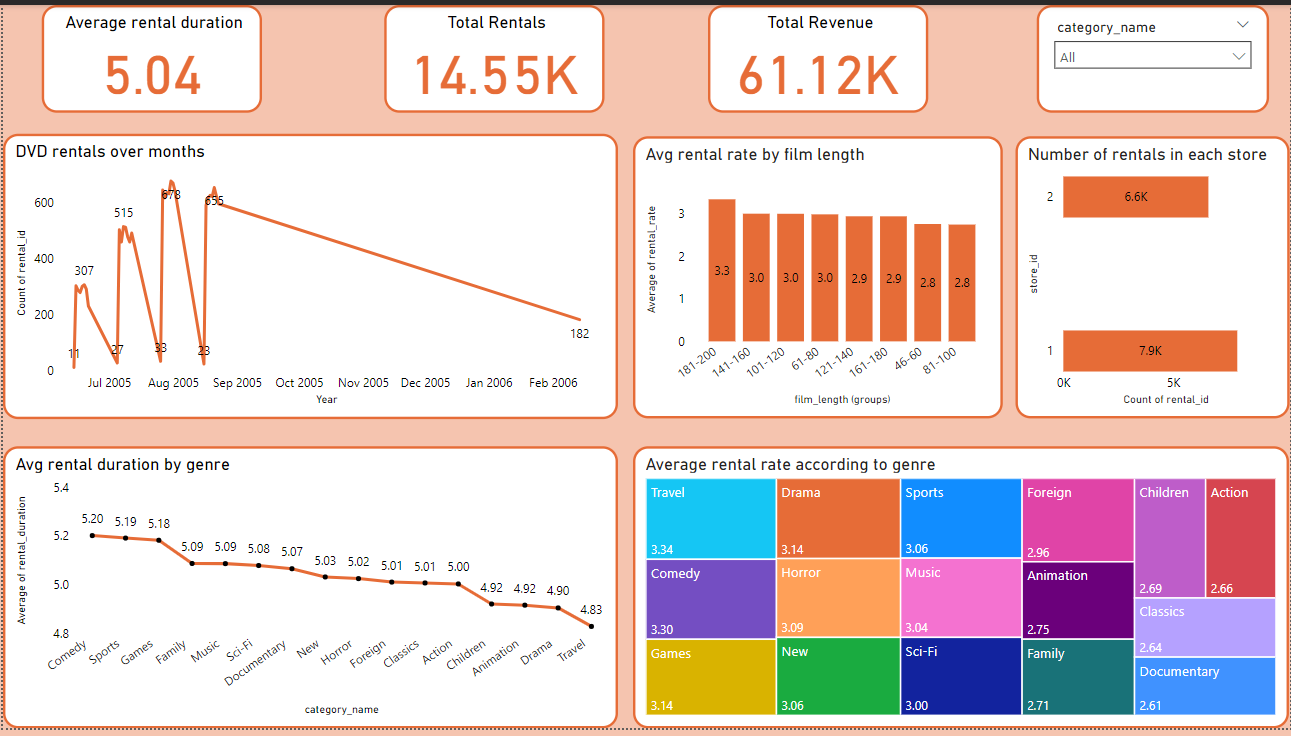 Average rental duration
5.04
Total Rentals
14.55K
Total Revenue
61.12K
category_name
All
DVD rentals over months
Count of rental_id
600
400
200
0
11
307
27
515
33
678
23
655
182
Jul 2005 Aug 2005 Sep 2005 Oct 2005 Nov 2005 Dec 2005 Jan 2006 Feb 2006
Year
Avg rental rate by film length
Average of rental_rate
3
2
1
0
3.3 3.0 3.0 3.0 2.9 2.9 2.8 2.8
181-200 141-160 101-120 61-80 121-140 161-180 46-60 81-100
film_length (groups)
Number of rentals in each store
store_id
2 6.6K
1 7.9K
0K 5K
Count of rental_id
Avg rental duration by genre
Average of rental_duration
5.4
5.2
5.0
4.8
5.20 5.19 5.18 5.09 5.09 5.08 5.07 5.03 5.02 5.01 5.01 5.00 4.92 4.92 4.90 4.83
Comedy Sports Games Family Music Sci-Fi Documentary New Horror Foreign Classics Action Children Animation Drama Travel
category_name
Average rental rate according to genre
Travel
3.34
Comedy
3.30
Games
3.14
Drama
3.14
Horror
3.09
New
3.06
Sports
3.06
Music
3.04
Sci-Fi
3.00
Foreign
2.96
Animation
2.75
Family
2.71
Children
2.69
Action
2.66
Classics
2.64
Documentary
2.61